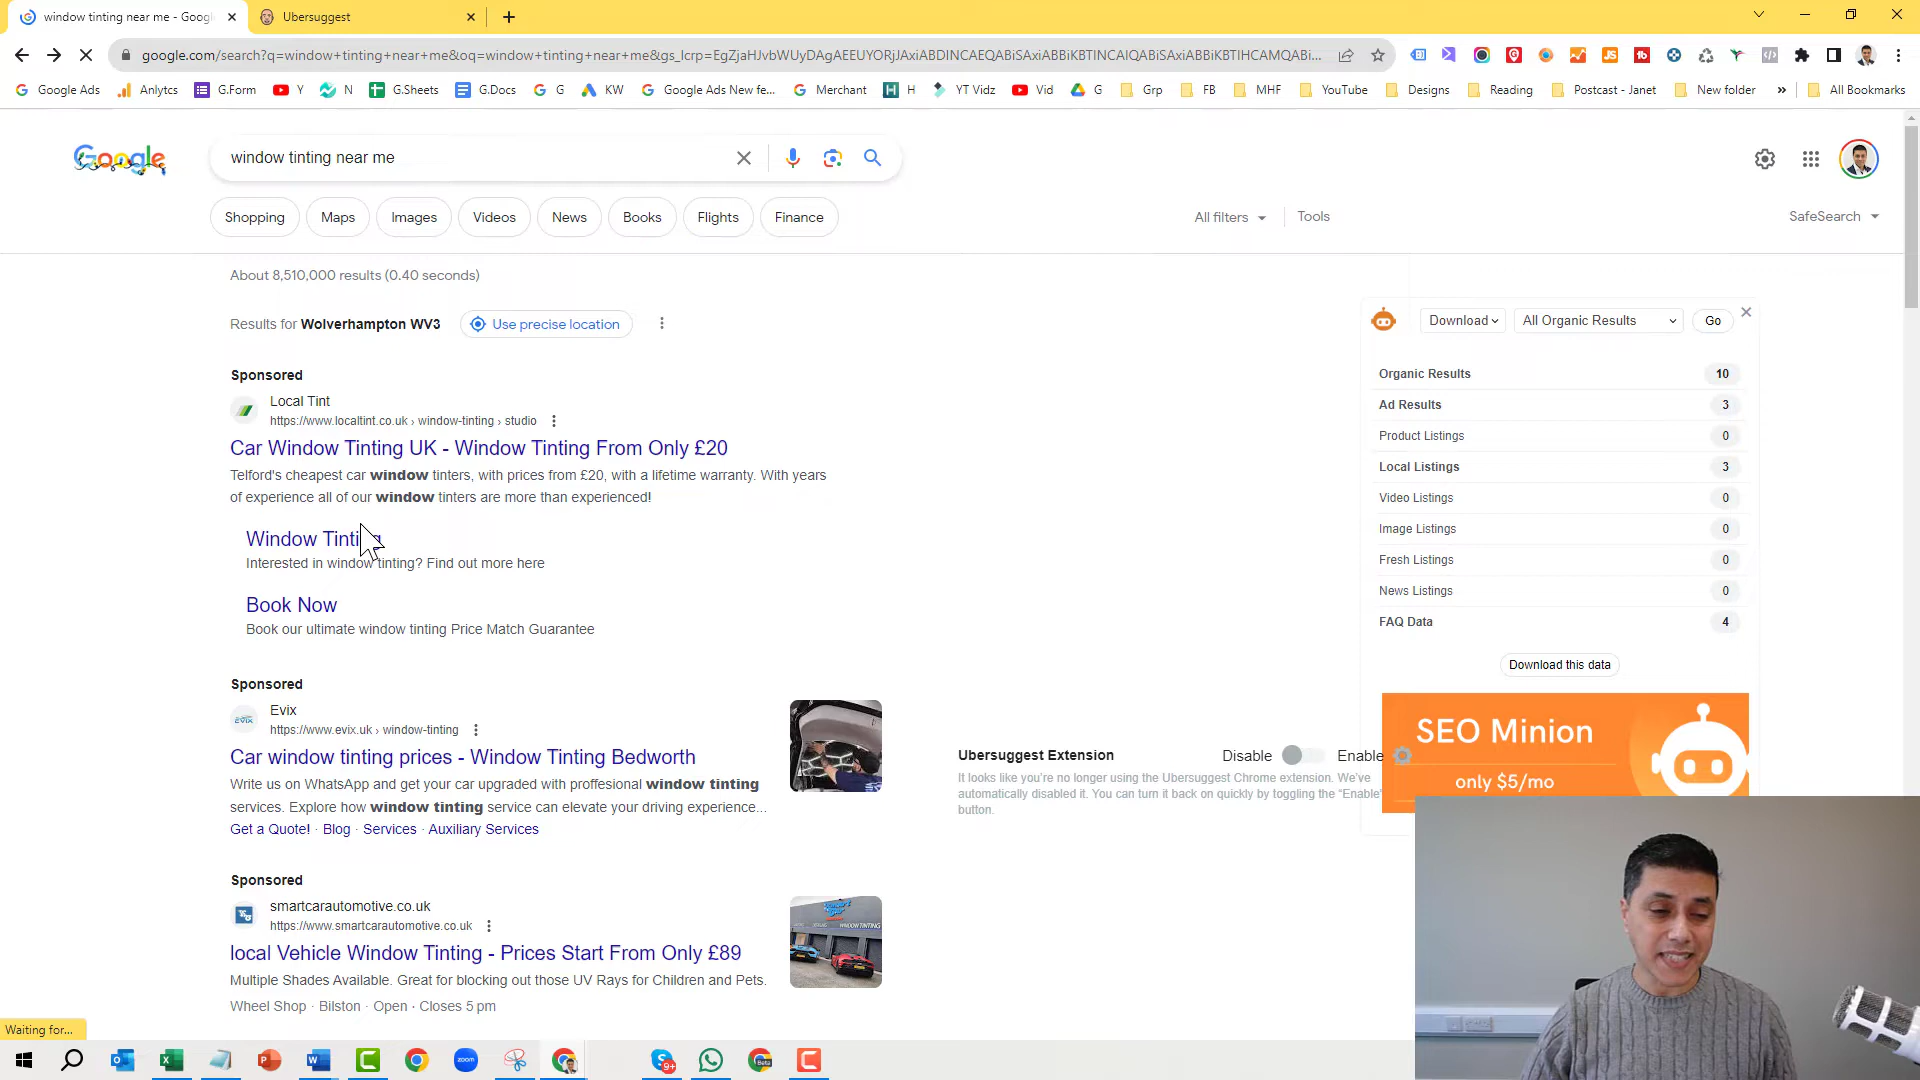 window tinting near me - Goog
Ubersuggest
google.com/search?q=window+tinting+near+me&oq=window+tinting+near+me&gs_lcrp=EgZjaHJvbWUyDAgAEEUYORjJAxiABDINCAEQABiSAxiABBiKBTINCAIQABiSAxiABBiKBTIHCAMQABi...
Google Ads
Anlytcs
G.Form
Y
N
G.Sheets
G.Docs
G
KW
Google Ads New fe...
Merchant
H
YT Vidz
Vid
G
Grp
FB
MHF
YouTube
Designs
Reading
Postcast - Janet
New folder
»
All Bookmarks
Google
window tinting near me
Shopping
Maps
Images
Videos
News
Books
Flights
Finance
All filters
Tools
SafeSearch
About 8,510,000 results (0.40 seconds)
Results for Wolverhampton WV3
Use precise location
Sponsored
Local Tint
https://www.localtint.co.uk › window-tinting › studio
Car Window Tinting UK - Window Tinting From Only £20
Telford's cheapest car window tinters, with prices from £20, with a lifetime warranty. With years
of experience all of our window tinters are more than experienced!
Window Tinting
Interested in window tinting? Find out more here
Book Now
Book our ultimate window tinting Price Match Guarantee
Sponsored
Evix
https://www.evix.uk › window-tinting
Car window tinting prices - Window Tinting Bedworth
Write us on WhatsApp and get your car upgraded with proffesional window tinting
services. Explore how window tinting service can elevate your driving experience...
Get a Quote! · Blog · Services · Auxiliary Services
Sponsored
smartcarautomotive.co.uk
https://www.smartcarautomotive.co.uk
local Vehicle Window Tinting - Prices Start From Only £89
Multiple Shades Available. Great for blocking out those UV Rays for Children and Pets.
Wheel Shop · Bilston · Open · Closes 5 pm
Download
All Organic Results
Go
Organic Results 10
Ad Results 3
Product Listings 0
Local Listings 3
Video Listings 0
Image Listings 0
Fresh Listings 0
News Listings 0
FAQ Data 4
Download this data
SEO Minion
only $5/mo
Ubersuggest Extension
Disable
Enable
It looks like you're no longer using the Ubersuggest Chrome extension. We've
automatically disabled it. You can turn it back on quickly by toggling the "Enable"
button.
Waiting for...
zoom
9+
Beta